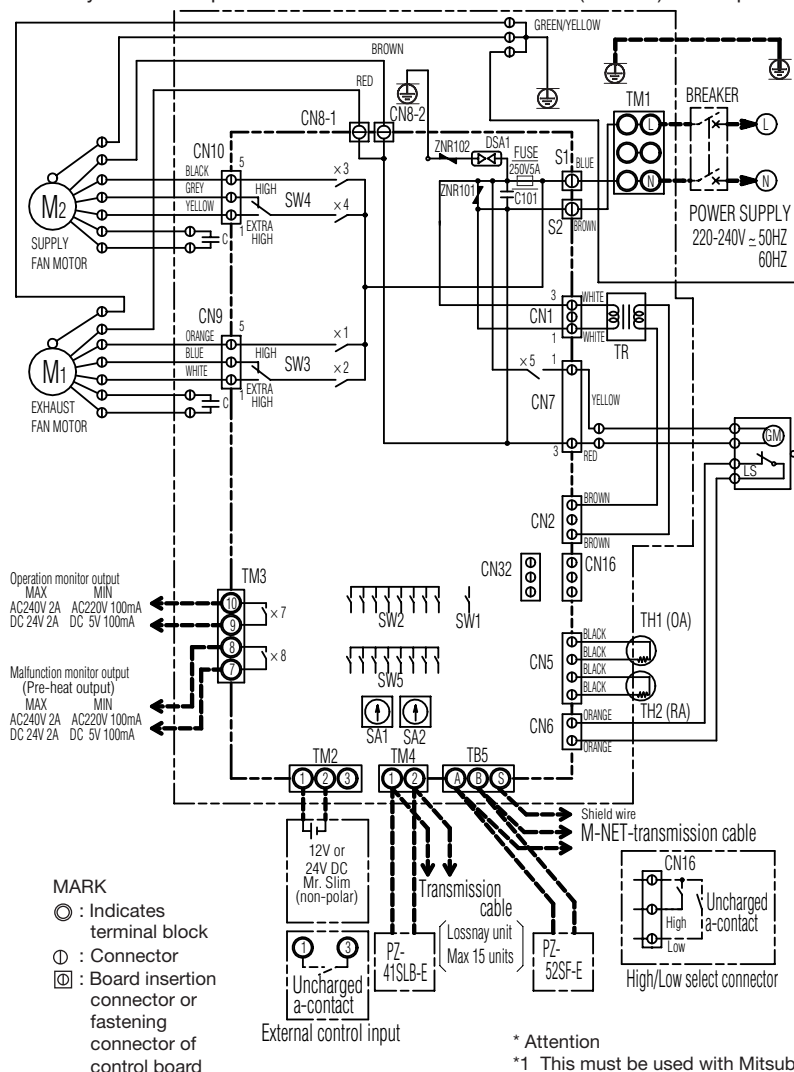 GREEN/YELLOW
BROWN
RED
CN8-1
CN8-2
TM1
BREAKER
L
L
N
N
POWER SUPPLY
220-240V ~ 50HZ
60HZ
ZNR102
DSA1
FUSE
250V5A
ZNR101
C101
S1
BLUE
S2
BROWN
CN10
5
BLACK
GREY
YELLOW
HIGH
SW4
EXTRA
HIGH
1
×3
×4
C
M2
SUPPLY
FAN MOTOR
CN9
5
ORANGE
BLUE
WHITE
HIGH
SW3
EXTRA
HIGH
1
×1
×2
C
M1
EXHAUST
FAN MOTOR
3
WHITE
CN1
1
WHITE
TR
×5
1
CN7
YELLOW
3
RED
GM
LS
BROWN
CN2
BROWN
CN32
CN16
TM3
10
9
8
7
×7
×8
Operation monitor output
MAX MIN
AC240V 2A AC220V 100mA
DC 24V 2A DC 5V 100mA
Malfunction monitor output
(Pre-heat output)
MAX MIN
AC240V 2A AC220V 100mA
DC 24V 2A DC 5V 100mA
SW2
SW1
SW5
SA1
SA2
BLACK
BLACK
CN5
BLACK
BLACK
TH1 (OA)
TH2 (RA)
CN6
ORANGE
ORANGE
TM2
1 2 3
TM4
1 2
TB5
A B S
12V or
24V DC
Mr. Slim
(non-polar)
1 3
Uncharged
a-contact
External control input
Transmission
cable
PZ-
41SLB-E
Lossnay unit
Max 15 units
PZ-
52SF-E
Shield wire
M-NET-transmission cable
CN16
High
Low
Uncharged
a-contact
High/Low select connector
MARK
: Indicates
terminal block
: Connector
: Board insertion
connector or
fastening
connector of
control board
* Attention
*1 This must be used with Mitsub